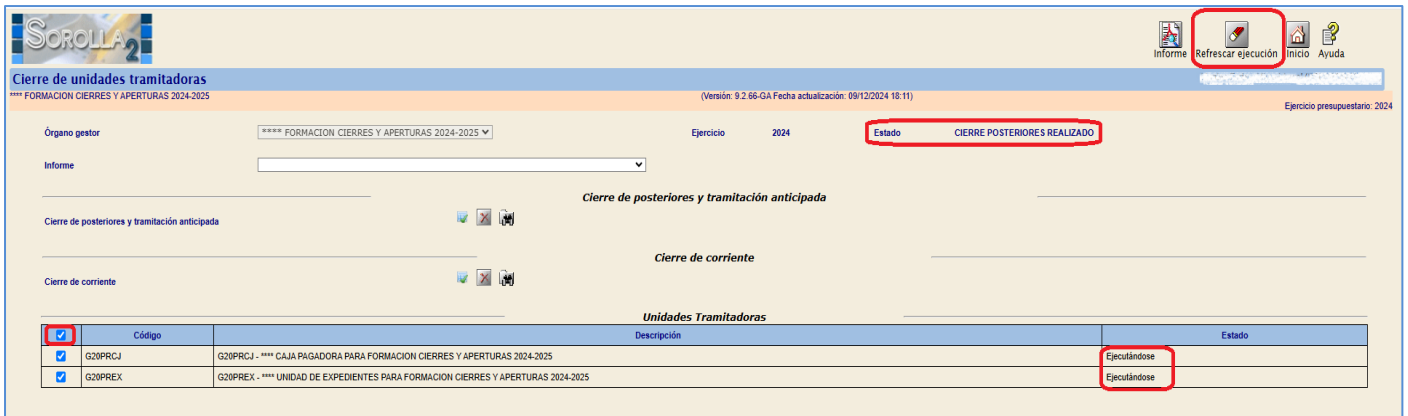 SOROLLA2
Informe Refrescar ejecución Inicio Ayuda
Cierre de unidades tramitadoras
**** FORMACION CIERRES Y APERTURAS 2024-2025 (Versión: 9.2.66-GA Fecha actualización: 09/12/2024 18:11)
Ejercicio presupuestario: 2024
Órgano gestor **** FORMACION CIERRES Y APERTURAS 2024-2025 Ejercicio 2024 Estado CIERRE POSTERIORES REALIZADO
Informe
Cierre de posteriores y tramitación anticipada
Cierre de posteriores y tramitación anticipada
Cierre de corriente
Cierre de corriente
Unidades Tramitadoras
Código Descripción Estado
G20PRCJ G20PRCJ - **** CAJA PAGADORA PARA FORMACION CIERRES Y APERTURAS 2024-2025 Ejecutándose
G20PREX G20PREX - **** UNIDAD DE EXPEDIENTES PARA FORMACION CIERRES Y APERTURAS 2024-2025 Ejecutándose